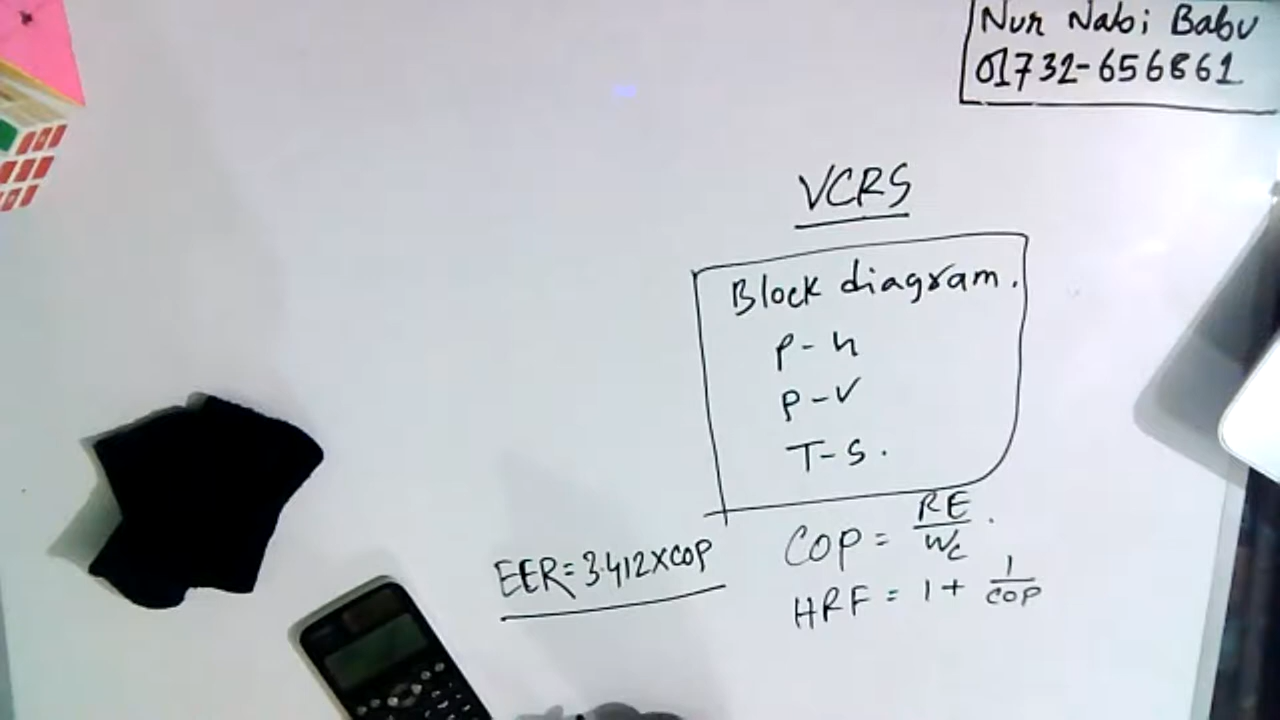 Nur Nabi Babu
01732-656861
VCRS
Block diagram.
P-h
P-V
T-S.
COP = RE/Wc.
EER=3.412XCOP
HRF = 1+ 1/COP